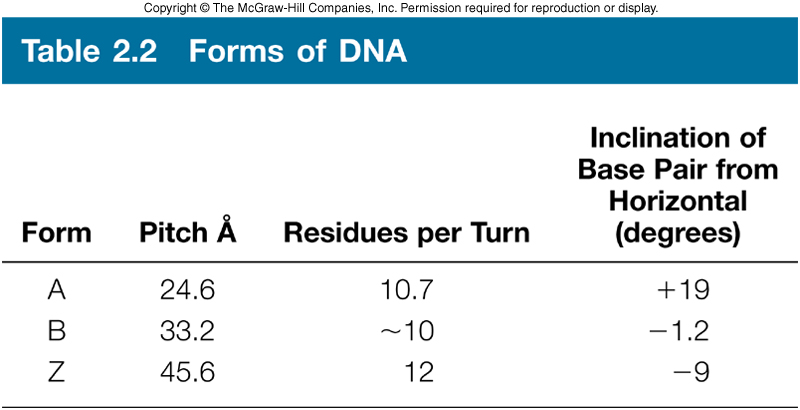 Copyright © The McGraw-Hill Companies, Inc. Permission required for reproduction or display.
Table 2.2 Forms of DNA
Inclination of
Base Pair from
Horizontal
Form Pitch Å Residues per Turn (degrees)
A 24.6 10.7 +19
B 33.2 ~10 −1.2
Z 45.6 12 −9